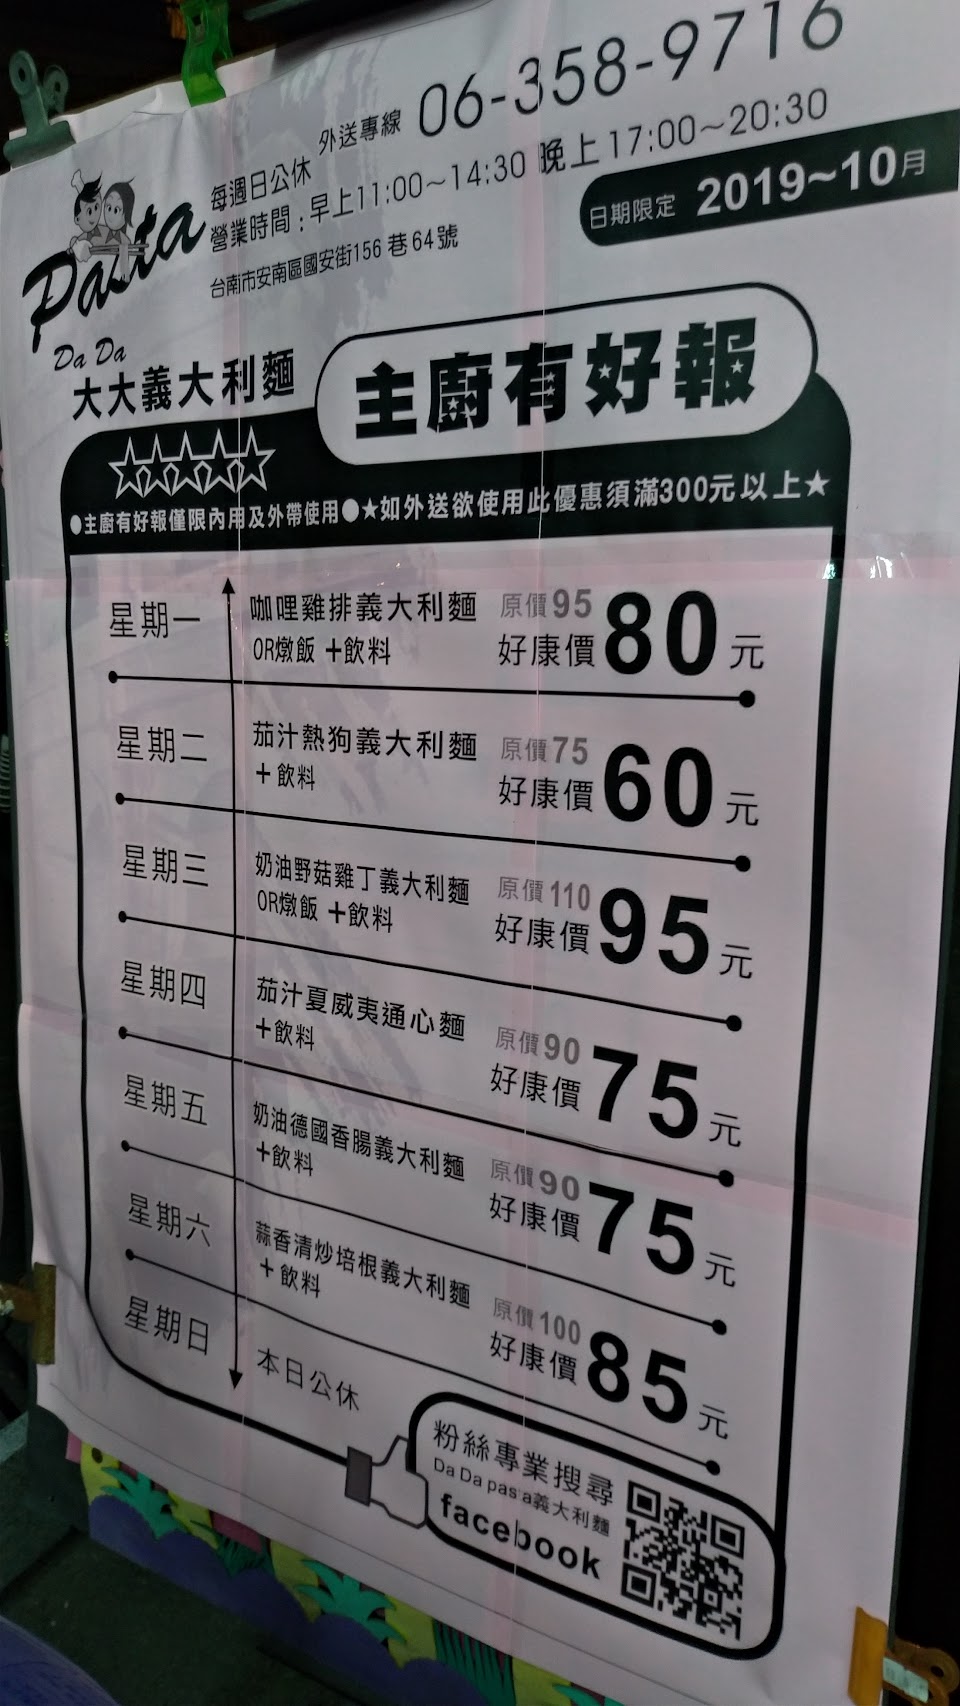 外送專線 06-358-9716
每週日公休
營業時間：早上11:00~14:30 晚上17:00~20:30
台南市安南區國安街156巷64號
日期限定 2019~10月
Pasta
Da Da
大大義大利麵
主廚有好報
●主廚有好報僅限內用及外帶使用●★如外送欲使用此優惠須滿300元以上★
星期一 咖哩雞排義大利麵 原價95
OR燉飯 +飲料 好康價80元
星期二 茄汁熱狗義大利麵 原價75
+飲料 好康價60元
星期三 奶油野菇雞丁義大利麵 原價110
OR燉飯 +飲料 好康價95元
星期四 茄汁夏威夷通心麵 原價90
+飲料 好康價75元
星期五 奶油德國香腸義大利麵 原價90
+飲料 好康價75元
星期六 蒜香清炒培根義大利麵 原價100
+飲料 好康價85元
星期日 本日公休
粉絲專業搜尋
Da Da pasta義大利麵
facebook